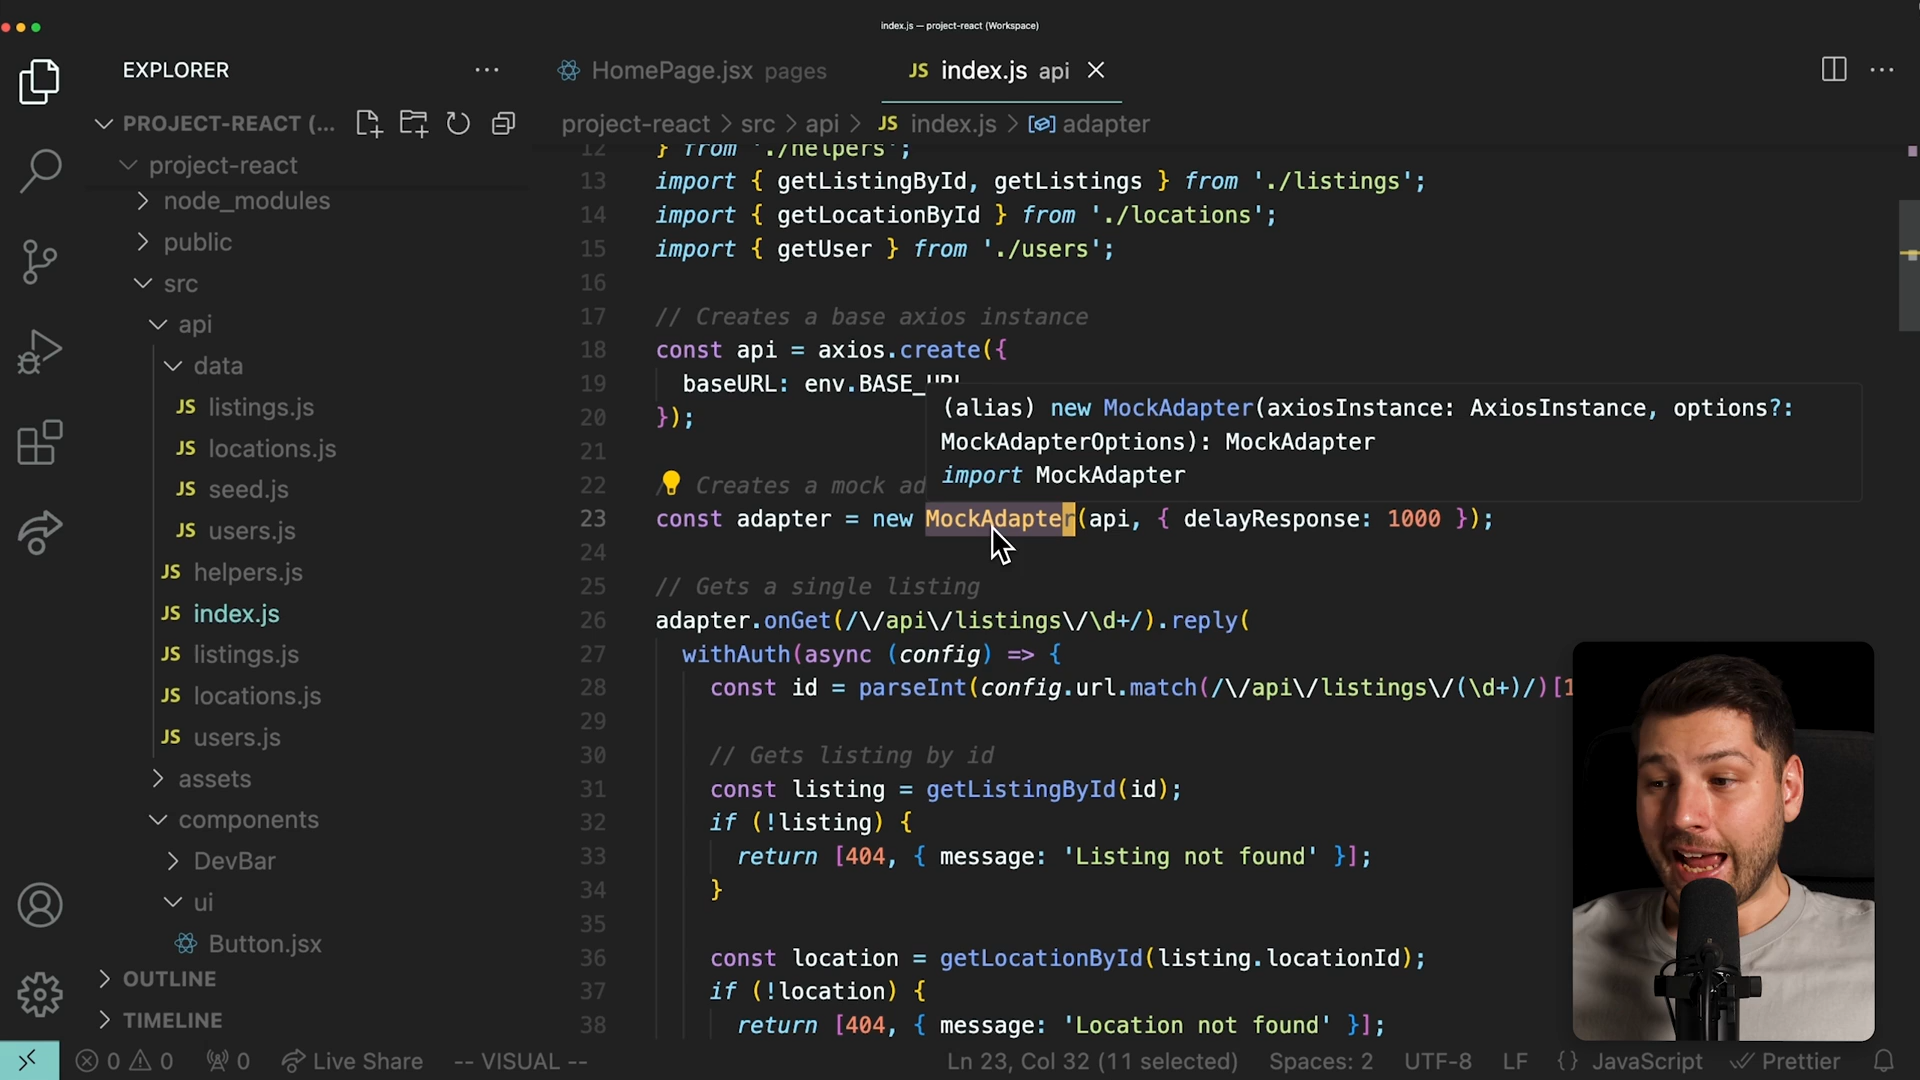 index.js — project-react (Workspace)
EXPLORER
HomePage.jsx pages
JS index.js api
PROJECT-REACT (...
project-react > src > api > JS index.js > adapter
project-react
node_modules
public
src
api
data
JS listings.js
JS locations.js
JS seed.js
JS users.js
JS helpers.js
JS index.js
JS listings.js
JS locations.js
JS users.js
assets
components
DevBar
ui
Button.jsx
OUTLINE
TIMELINE
12 } from './helpers';
13 import { getListingById, getListings } from './listings';
14 import { getLocationById } from './locations';
15 import { getUser } from './users';
16
17 // Creates a base axios instance
18 const api = axios.create({
19 baseURL: env.BASE_URL
20 });
21
22 Creates a mock ad
23 const adapter = new MockAdapter(api, { delayResponse: 1000 });
24
25 // Gets a single listing
26 adapter.onGet(/\/api\/listings\/\d+/).reply(
27 withAuth(async (config) => {
28 const id = parseInt(config.url.match(/\/api\/listings\/(\d+)/)[1
29
30 // Gets listing by id
31 const listing = getListingById(id);
32 if (!listing) {
33 return [404, { message: 'Listing not found' }];
34 }
35
36 const location = getLocationById(listing.locationId);
37 if (!location) {
38 return [404, { message: 'Location not found' }];
(alias) new MockAdapter(axiosInstance: AxiosInstance, options?:
MockAdapterOptions): MockAdapter
import MockAdapter
0 0 0 Live Share -- VISUAL -- Ln 23, Col 32 (11 selected) Spaces: 2 UTF-8 LF {} JavaScript Prettier